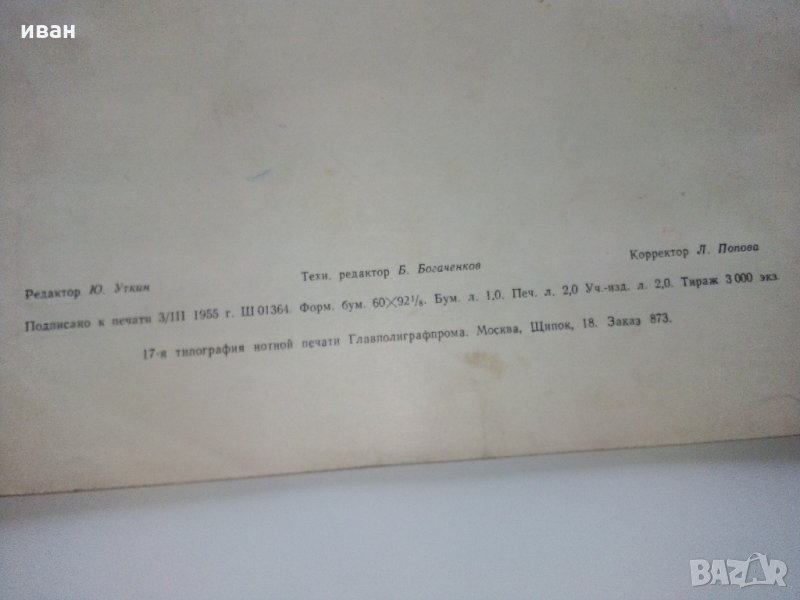 иван
Редактор Ю. Уткин Техн. редактор Б. Богаченков Корректор Л. Попова
Подписано к печати 3/III 1955 г. Ш 01364. Форм. бум. 60×92⅛. Бум. л. 1,0. Печ. л. 2,0 Уч.-изд. л. 2,0. Тираж 3 000 экз.
17-я типография нотной печати Главполиграфпрома. Москва, Щипок, 18. Заказ 873.
BAZAR